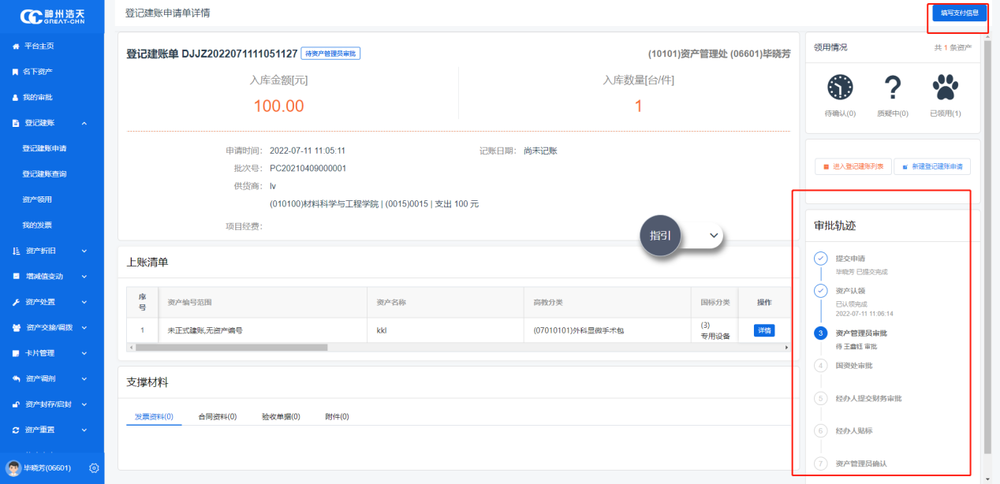 神州浩天
GREAT-CHN
登记建账申请单详情
填写支付信息
平台主页
名下资产
我的审批
登记建账
登记建账申请
登记建账查询
资产领用
我的发票
资产折旧
增减值变动
资产处置
资产交接/调拨
卡片管理
资产调剂
资产封存/启封
资产重置
毕晓芳(06601)
登记建账单 DJJZ2022071111051127 待资产管理员审批
(10101)资产管理处 (06601)毕晓芳
入库金额[元]
入库数量[台/件]
100.00
1
申请时间: 2022-07-11 11:05:11
记账日期: 尚未记账
批次号: PC20210409000001
供货商: lv
(010100)材料科学与工程学院 | (0015)0015 | 支出 100 元
项目经费:
指引
上账清单
序号 资产编号范围 资产名称 高教分类 国标分类 操作
1 未正式建账,无资产编号 kkl (07010101)外科显微手术包 (3)专用设备 详情
支撑材料
发票资料(0) 合同资料(0) 验收单据(0) 附件(0)
领用情况
共 1 条资产
待确认(0) 质疑中(0) 已领用(1)
进入登记建账列表 新建登记建账申请
审批轨迹
提交申请
毕晓芳 已提交完成
资产认领
已认领完成
2022-07-11 11:06:14
3 资产管理员审批
待 王鑫钰 审批
4 国资处审批
5 经办人提交财务审批
6 经办人贴标
7 资产管理员确认